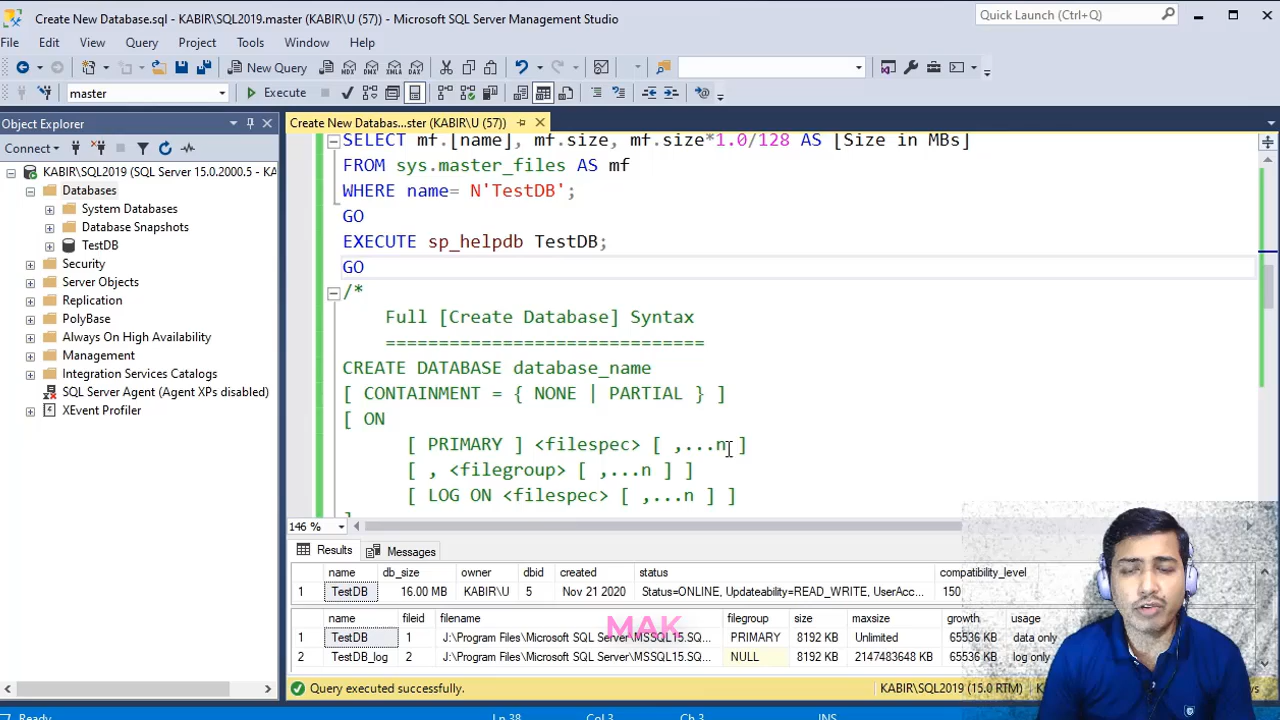 Create New Database.sql - KABIR\SQL2019.master (KABIR\U (57)) - Microsoft SQL Server Management Studio
Quick Launch (Ctrl+Q)
File Edit View Query Project Tools Window Help
New Query
master
Execute
Object Explorer
Create New Databas...ster (KABIR\U (57))
Connect
KABIR\SQL2019 (SQL Server 15.0.2000.5 - KA
Databases
System Databases
Database Snapshots
TestDB
Security
Server Objects
Replication
PolyBase
Always On High Availability
Management
Integration Services Catalogs
SQL Server Agent (Agent XPs disabled)
XEvent Profiler
SELECT mf.[name], mf.size, mf.size*1.0/128 AS [Size in MBs]
FROM sys.master_files AS mf
WHERE name= N'TestDB';
GO
EXECUTE sp_helpdb TestDB;
GO
/*
Full [Create Database] Syntax
==============================
CREATE DATABASE database_name
[ CONTAINMENT = { NONE | PARTIAL } ]
[ ON
[ PRIMARY ] <filespec> [ ,...n ]
[ , <filegroup> [ ,...n ] ]
[ LOG ON <filespec> [ ,...n ] ]
146 %
Results Messages
name db_size owner dbid created status compatibility_level
1 TestDB 16.00 MB KABIR\U 5 Nov 21 2020 Status=ONLINE, Updateability=READ_WRITE, UserAcc... 150
name fileid filename filegroup size maxsize growth usage
1 TestDB 1 J:\Program Files\Microsoft SQL Server\MSSQL15.SQ... PRIMARY 8192 KB Unlimited 65536 KB data only
2 TestDB_log 2 J:\Program Files\Microsoft SQL Server\MSSQL15.SQ... NULL 8192 KB 2147483648 KB 65536 KB log only
MAK
Query executed successfully.
KABIR\SQL2019 (15.0 RTM)
Ready
Ln 38
Col 3
Ch 3
INS